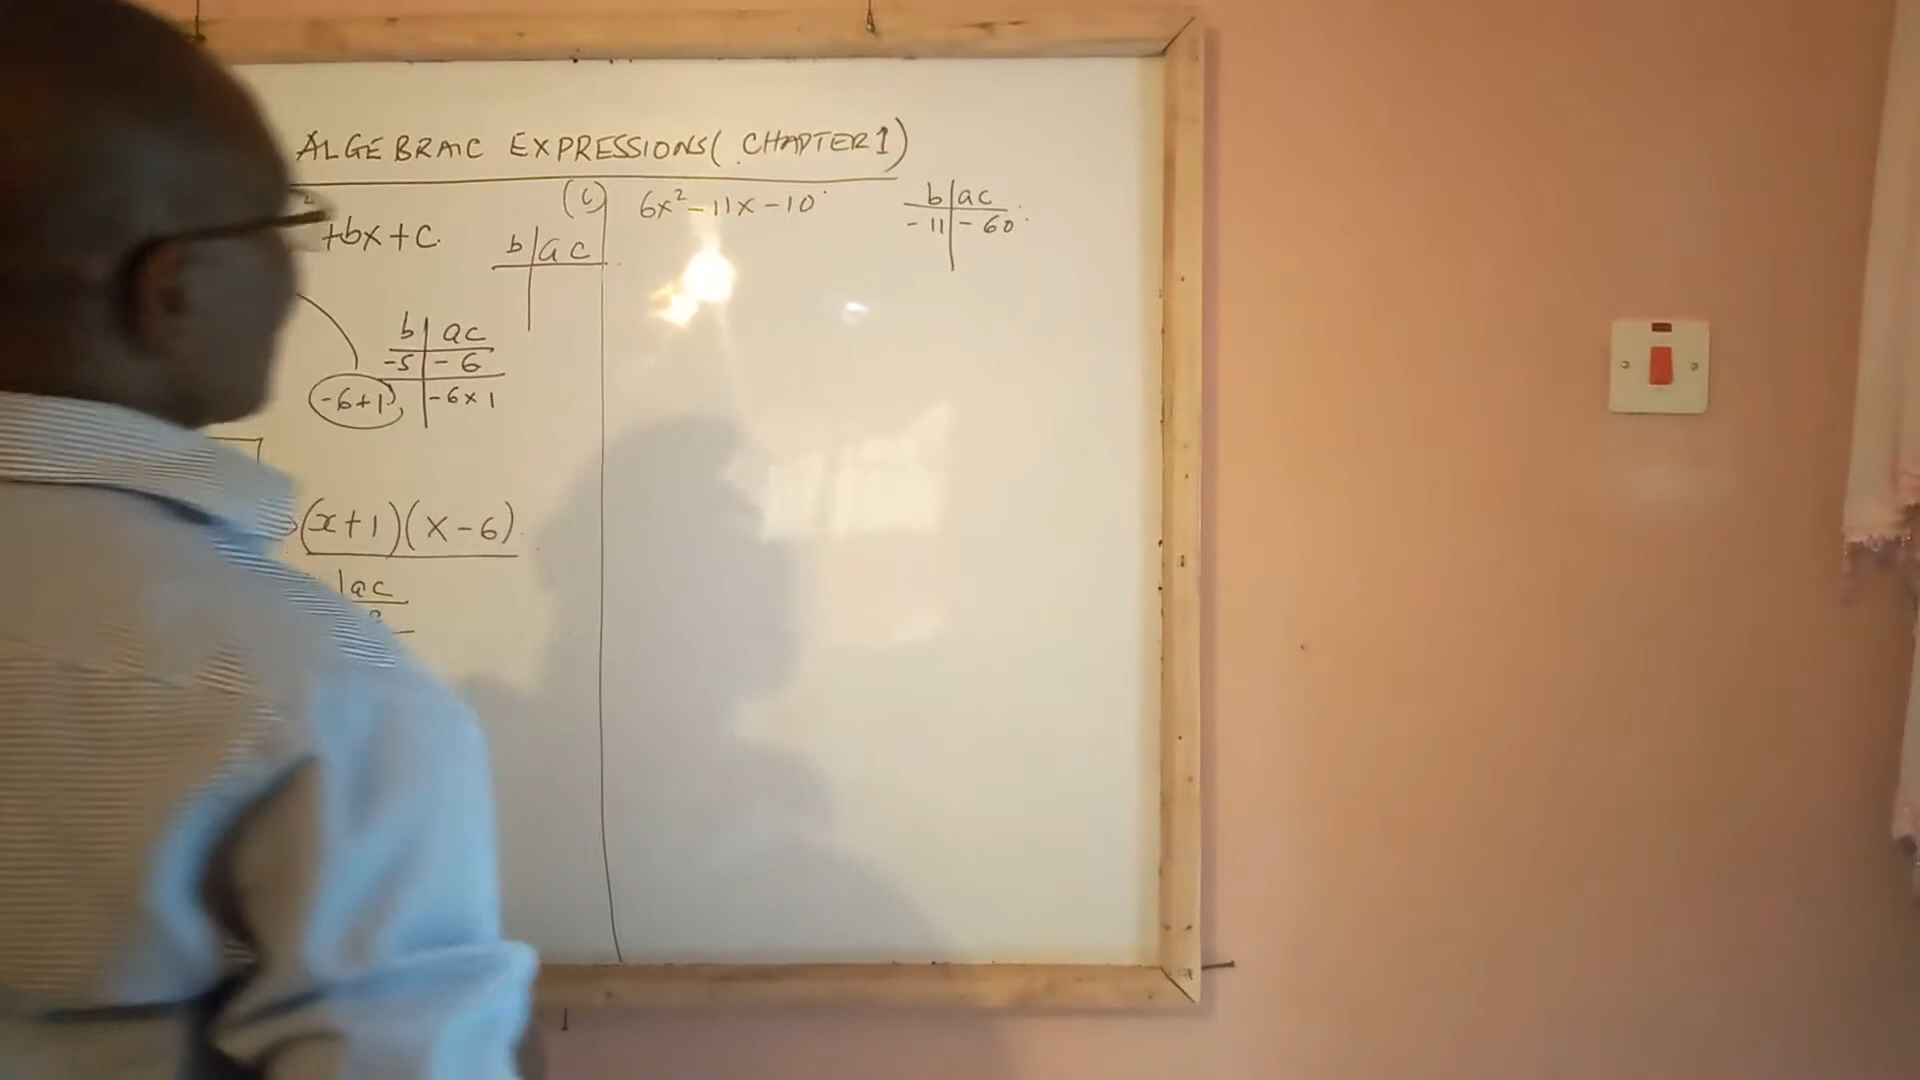 ALGEBRAIC EXPRESSIONS (CHAPTER 1)
+bx+c.
b | ac
b | ac
-5 | -6
-6+1 | -6×1
(x+1)(x-6)
ac
(c) 6x²-11x-10
b | ac
-11 | -60